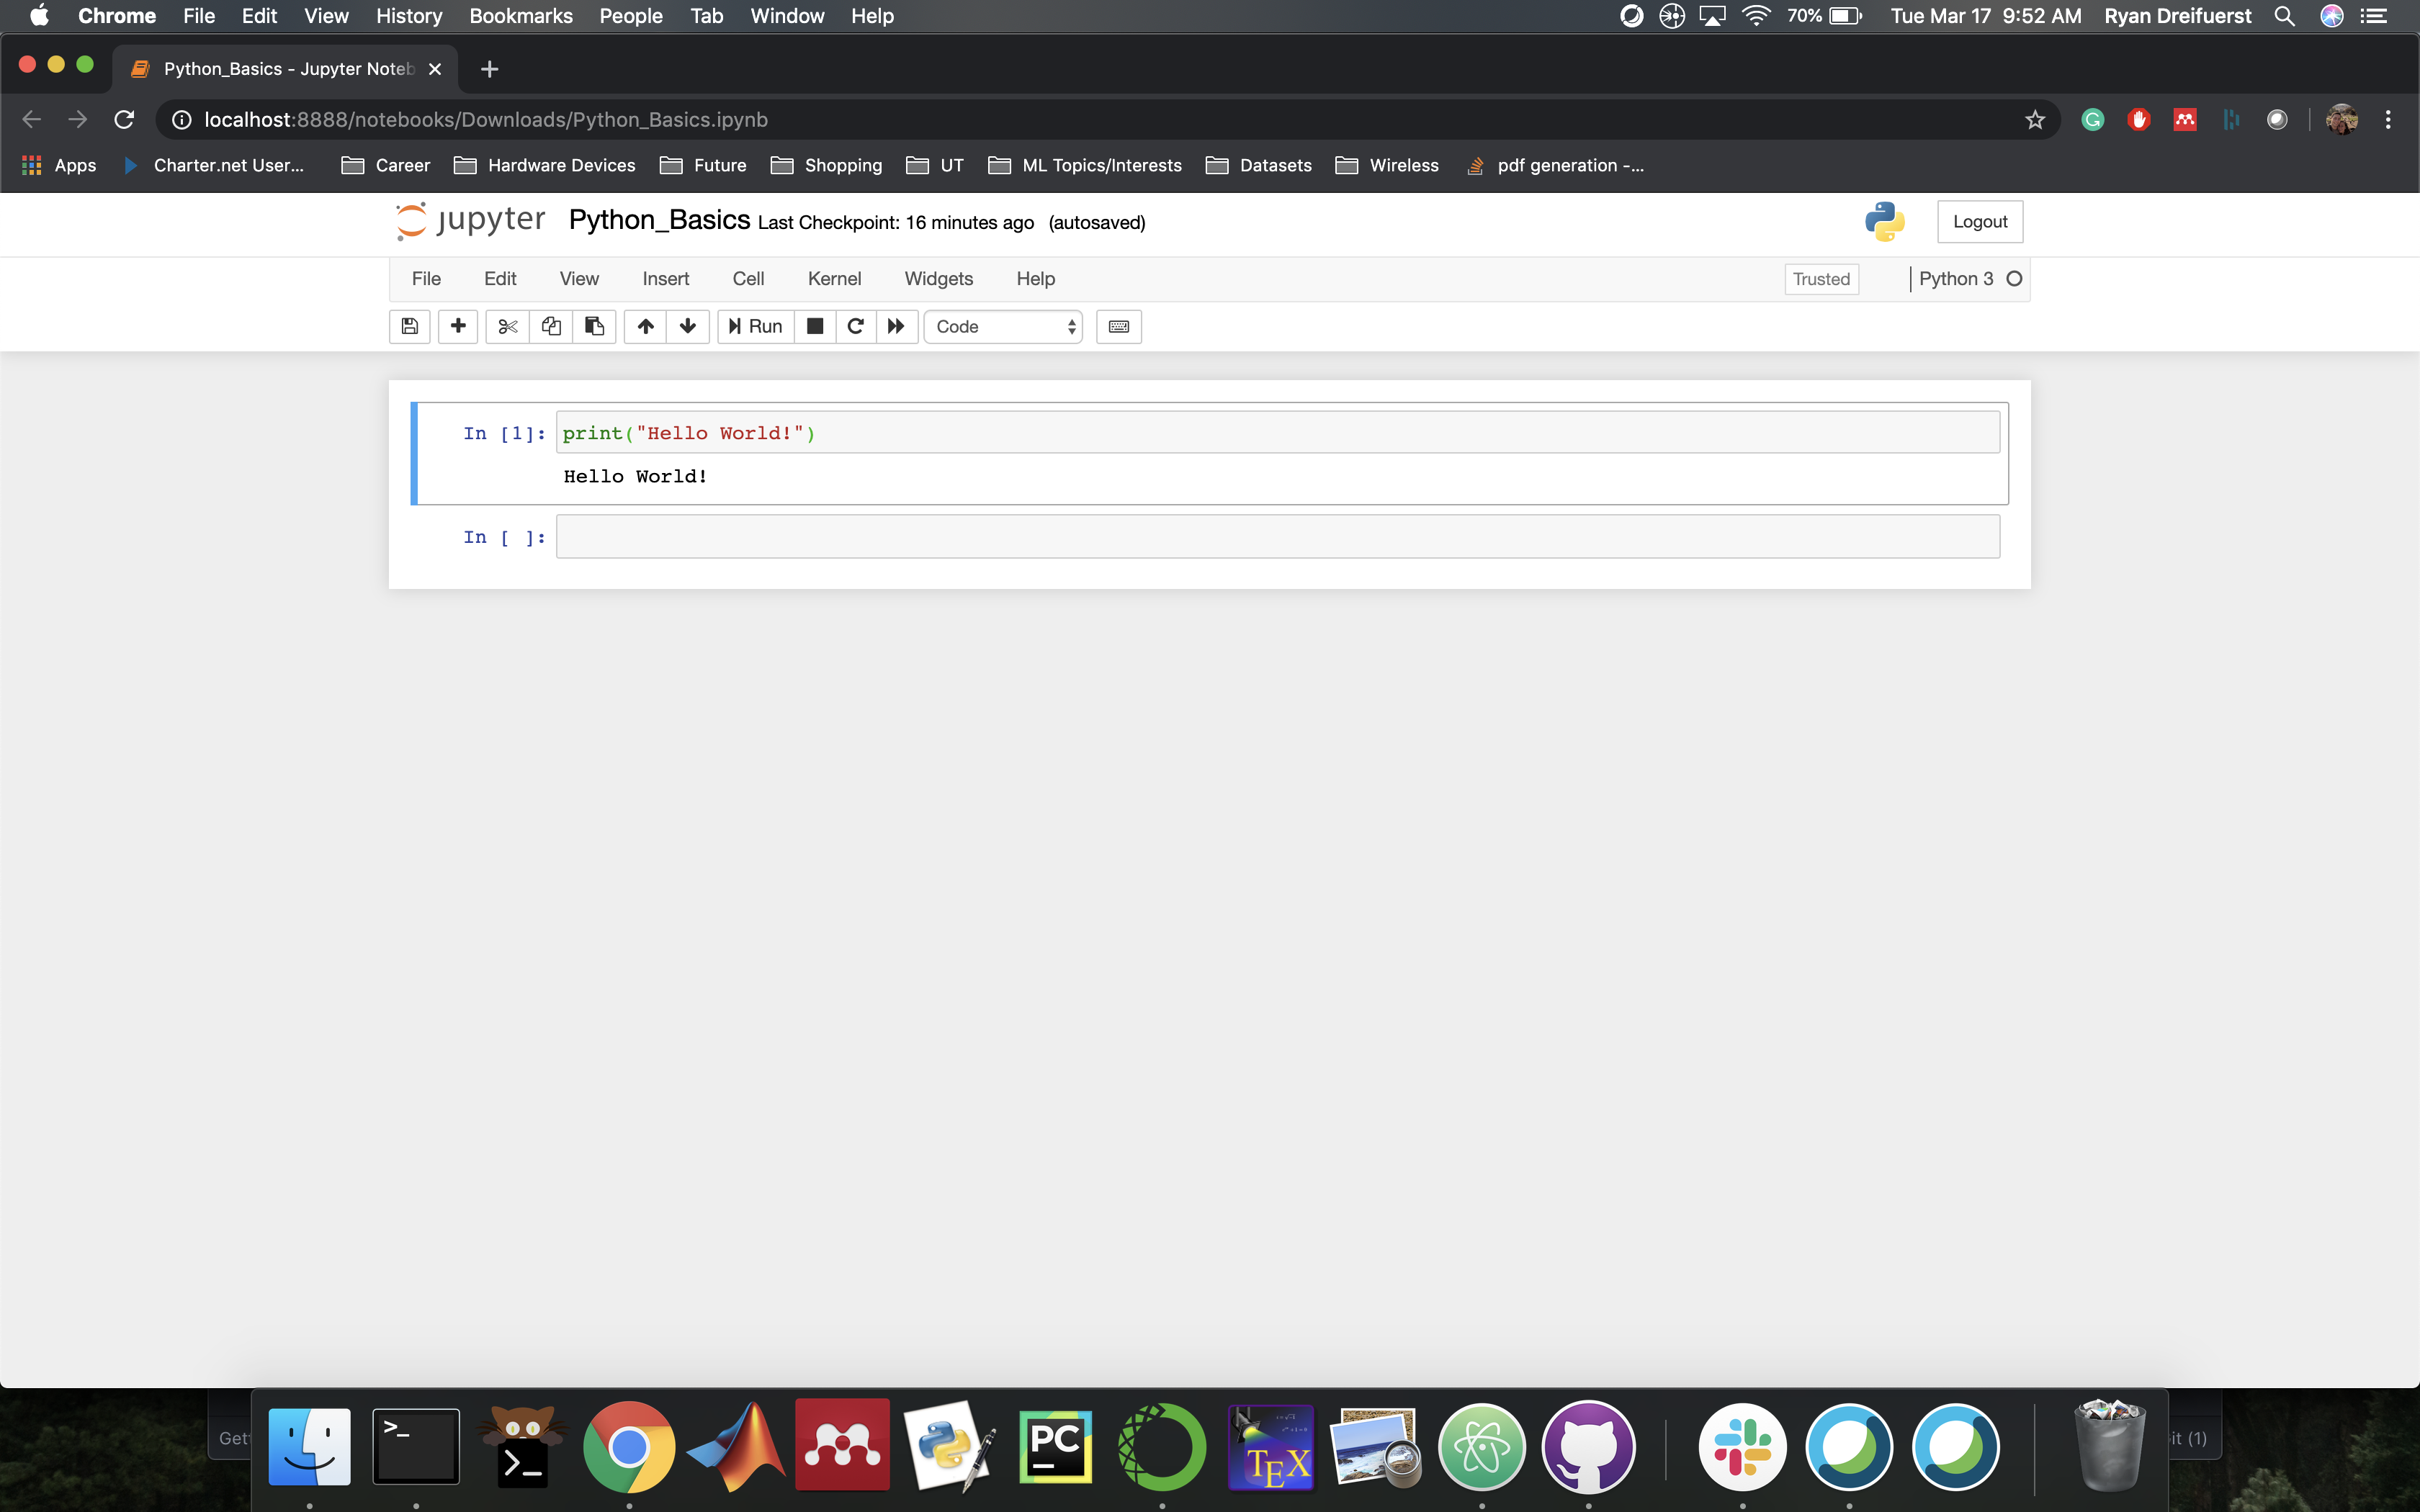 Chrome File Edit View History Bookmarks People Tab Window Help 70% Tue Mar 17 9:52 AM Ryan Dreifuerst
Python_Basics - Jupyter Noteb
localhost:8888/notebooks/Downloads/Python_Basics.ipynb
Apps Charter.net User... Career Hardware Devices Future Shopping UT ML Topics/Interests Datasets Wireless pdf generation -...
jupyter Python_Basics Last Checkpoint: 16 minutes ago (autosaved) Logout
File Edit View Insert Cell Kernel Widgets Help Trusted Python 3
Run Code
In [1]: print("Hello World!")
Hello World!
In [ ]:
>_ >_ PC TEX